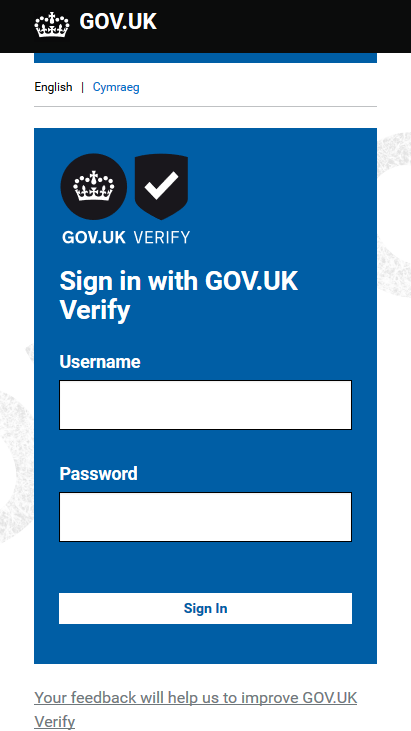 GOV.UK
English | Cymraeg
GOV.UK VERIFY
Sign in with GOV.UK
Verify
Username
Password
Sign In
Your feedback will help us to improve GOV.UK
Verify